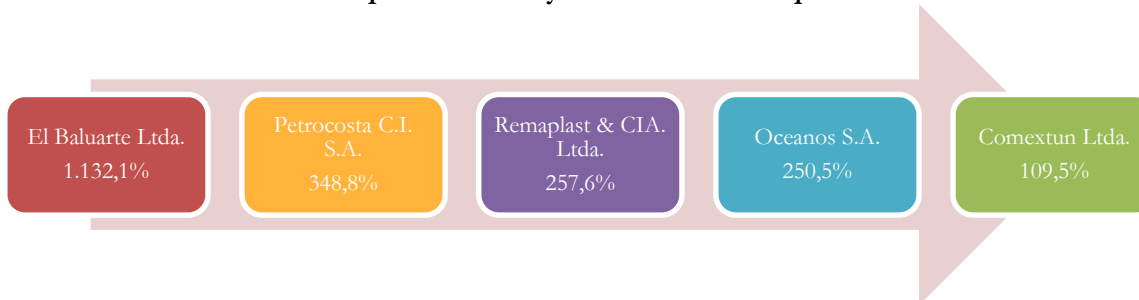 El Baluarte Ltda.
1.132,1%
Petrocosta C.I.
S.A.
348,8%
Remaplast & CIA.
Ltda.
257,6%
Oceanos S.A.
250,5%
Comextun Ltda.
109,5%